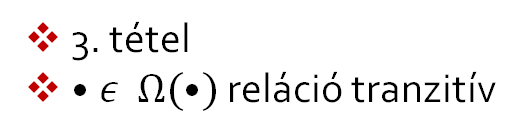 ❖ 3. tétel
❖ • ϵ Ω(•) reláció tranzitív